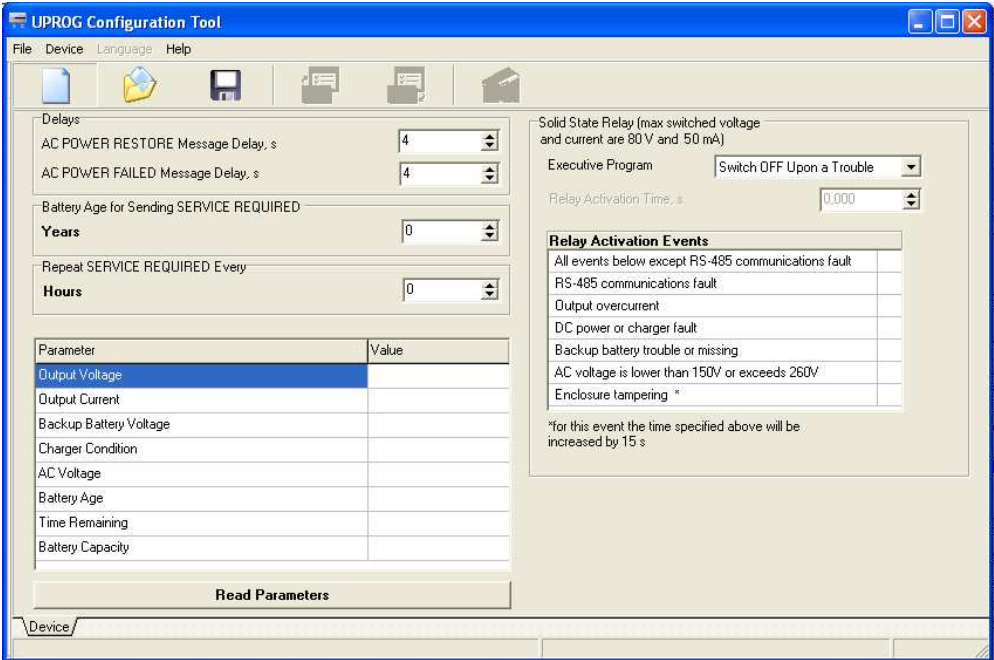 UPROG Configuration Tool
File Device Language Help
Delays
AC POWER RESTORE Message Delay, s 4
AC POWER FAILED Message Delay, s 4
Battery Age for Sending SERVICE REQUIRED
Years 0
Repeat SERVICE REQUIRED Every
Hours 0
Parameter Value
Output Voltage
Output Current
Backup Battery Voltage
Charger Condition
AC Voltage
Battery Age
Time Remaining
Battery Capacity
Read Parameters
Solid State Relay (max switched voltage
and current are 80 V and 50 mA)
Executive Program Switch OFF Upon a Trouble
Relay Activation Time, s 0,000
Relay Activation Events
All events below except RS-485 communications fault
RS-485 communications fault
Output overcurrent
DC power or charger fault
Backup battery trouble or missing
AC voltage is lower than 150V or exceeds 260V
Enclosure tampering *
*for this event the time specified above will be
increased by 15 s
Device